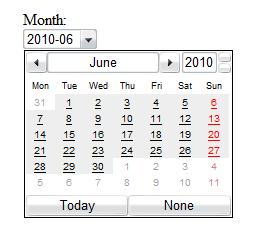 Month:
2010-06
June 2010
Mon Tue Wed Thu Fri Sat Sun
31 1 2 3 4 5 6
7 8 9 10 11 12 13
14 15 16 17 18 19 20
21 22 23 24 25 26 27
28 29 30 1 2 3 4
5 6 7 8 9 10 11
Today None